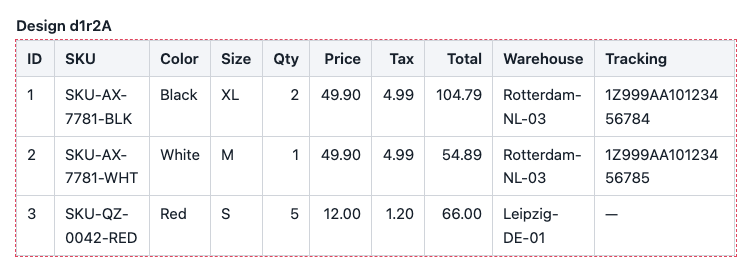 Design d1r2A
ID SKU Color Size Qty Price Tax Total Warehouse Tracking
1 SKU-AX- Black XL 2 49.90 4.99 104.79 Rotterdam- 1Z999AA101234
7781-BLK NL-03 56784
2 SKU-AX- White M 1 49.90 4.99 54.89 Rotterdam- 1Z999AA101234
7781-WHT NL-03 56785
3 SKU-QZ- Red S 5 12.00 1.20 66.00 Leipzig- —
0042-RED DE-01